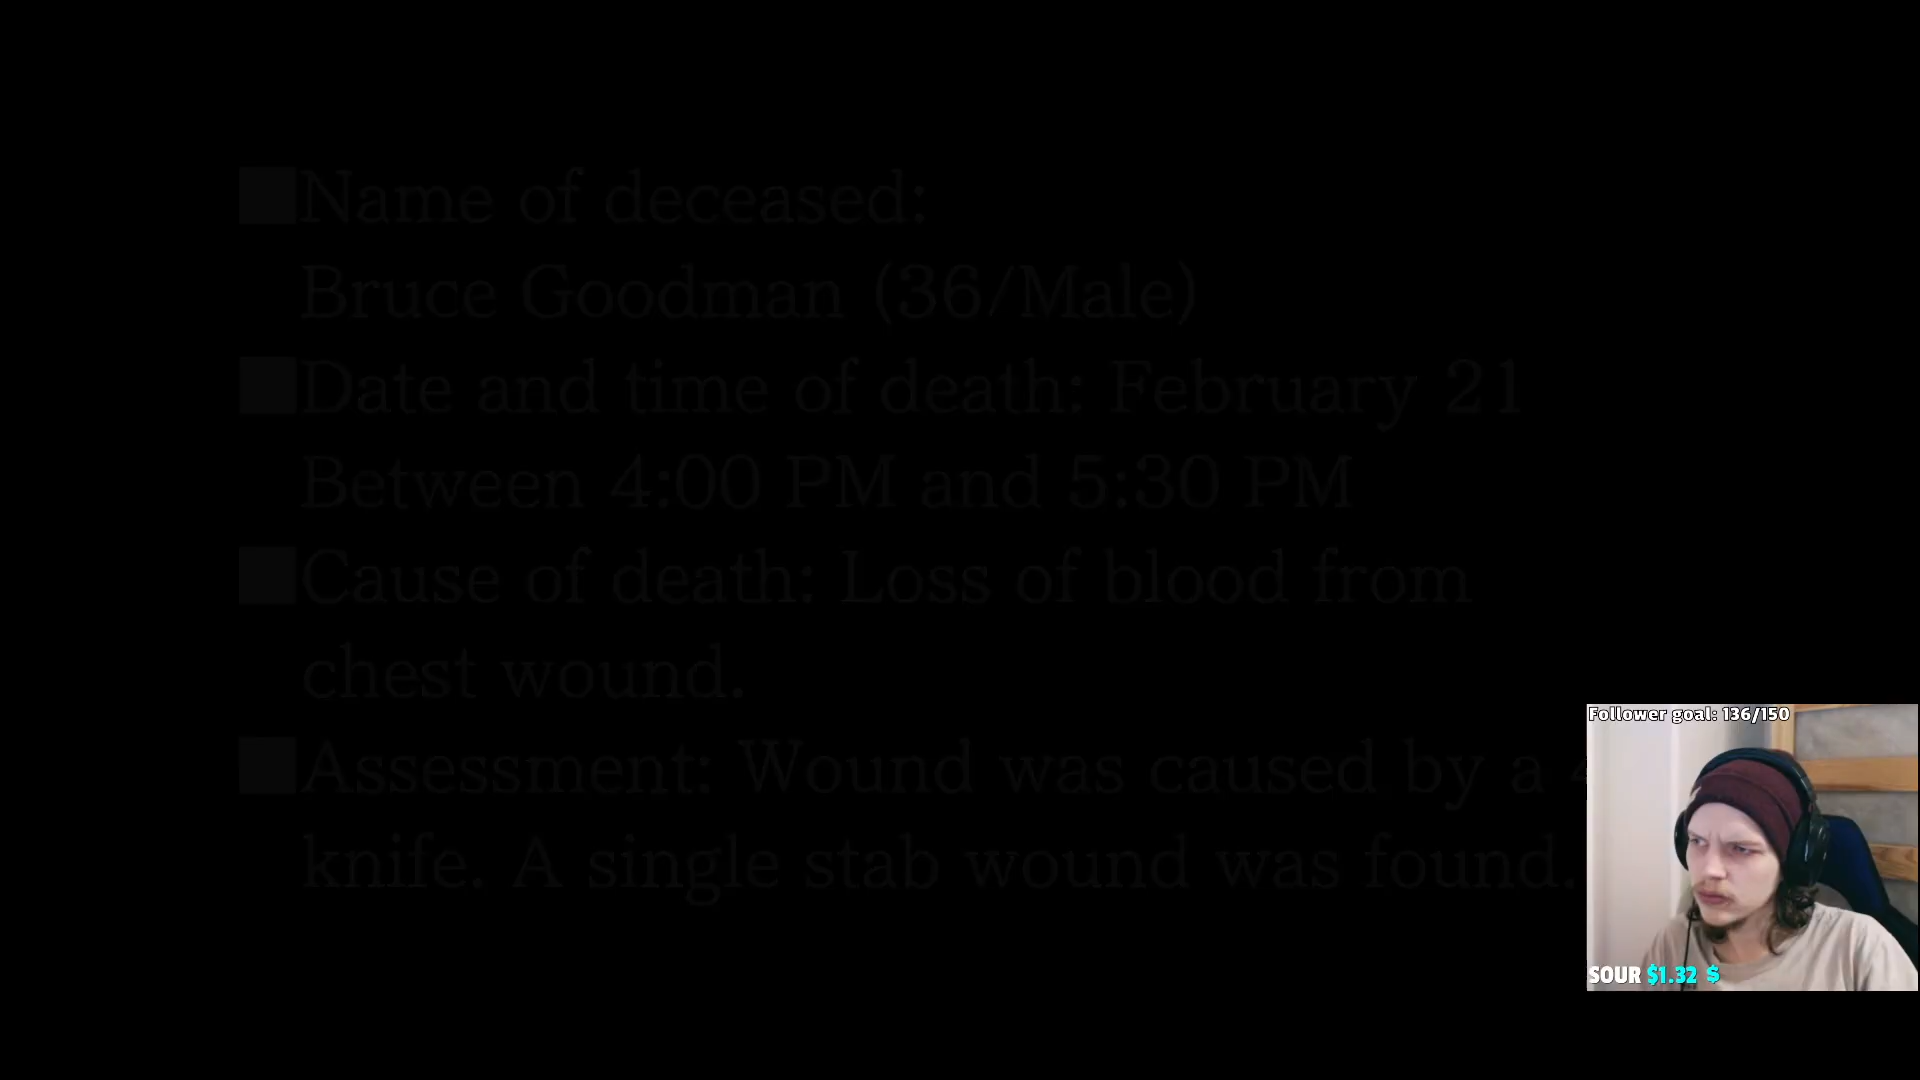 ■Name of deceased:
Bruce Goodman (36/Male)
■Date and time of death: February 21
Between 4:00 PM and 5:30 PM
■Cause of death: Loss of blood from
chest wound.
■Assessment: Wound was caused by a
knife. A single stab wound was found.
Follower goal: 136/150
SOUR $1.32 $